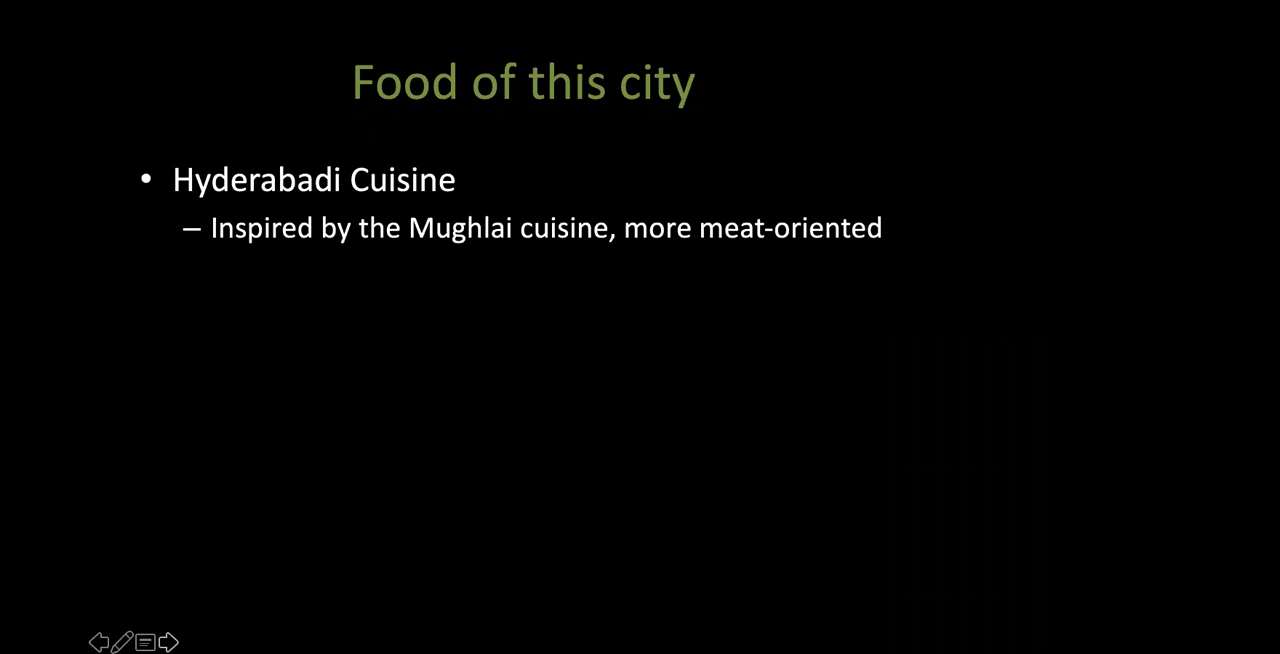 Food of this city
• Hyderabadi Cuisine
– Inspired by the Mughlai cuisine, more meat-oriented